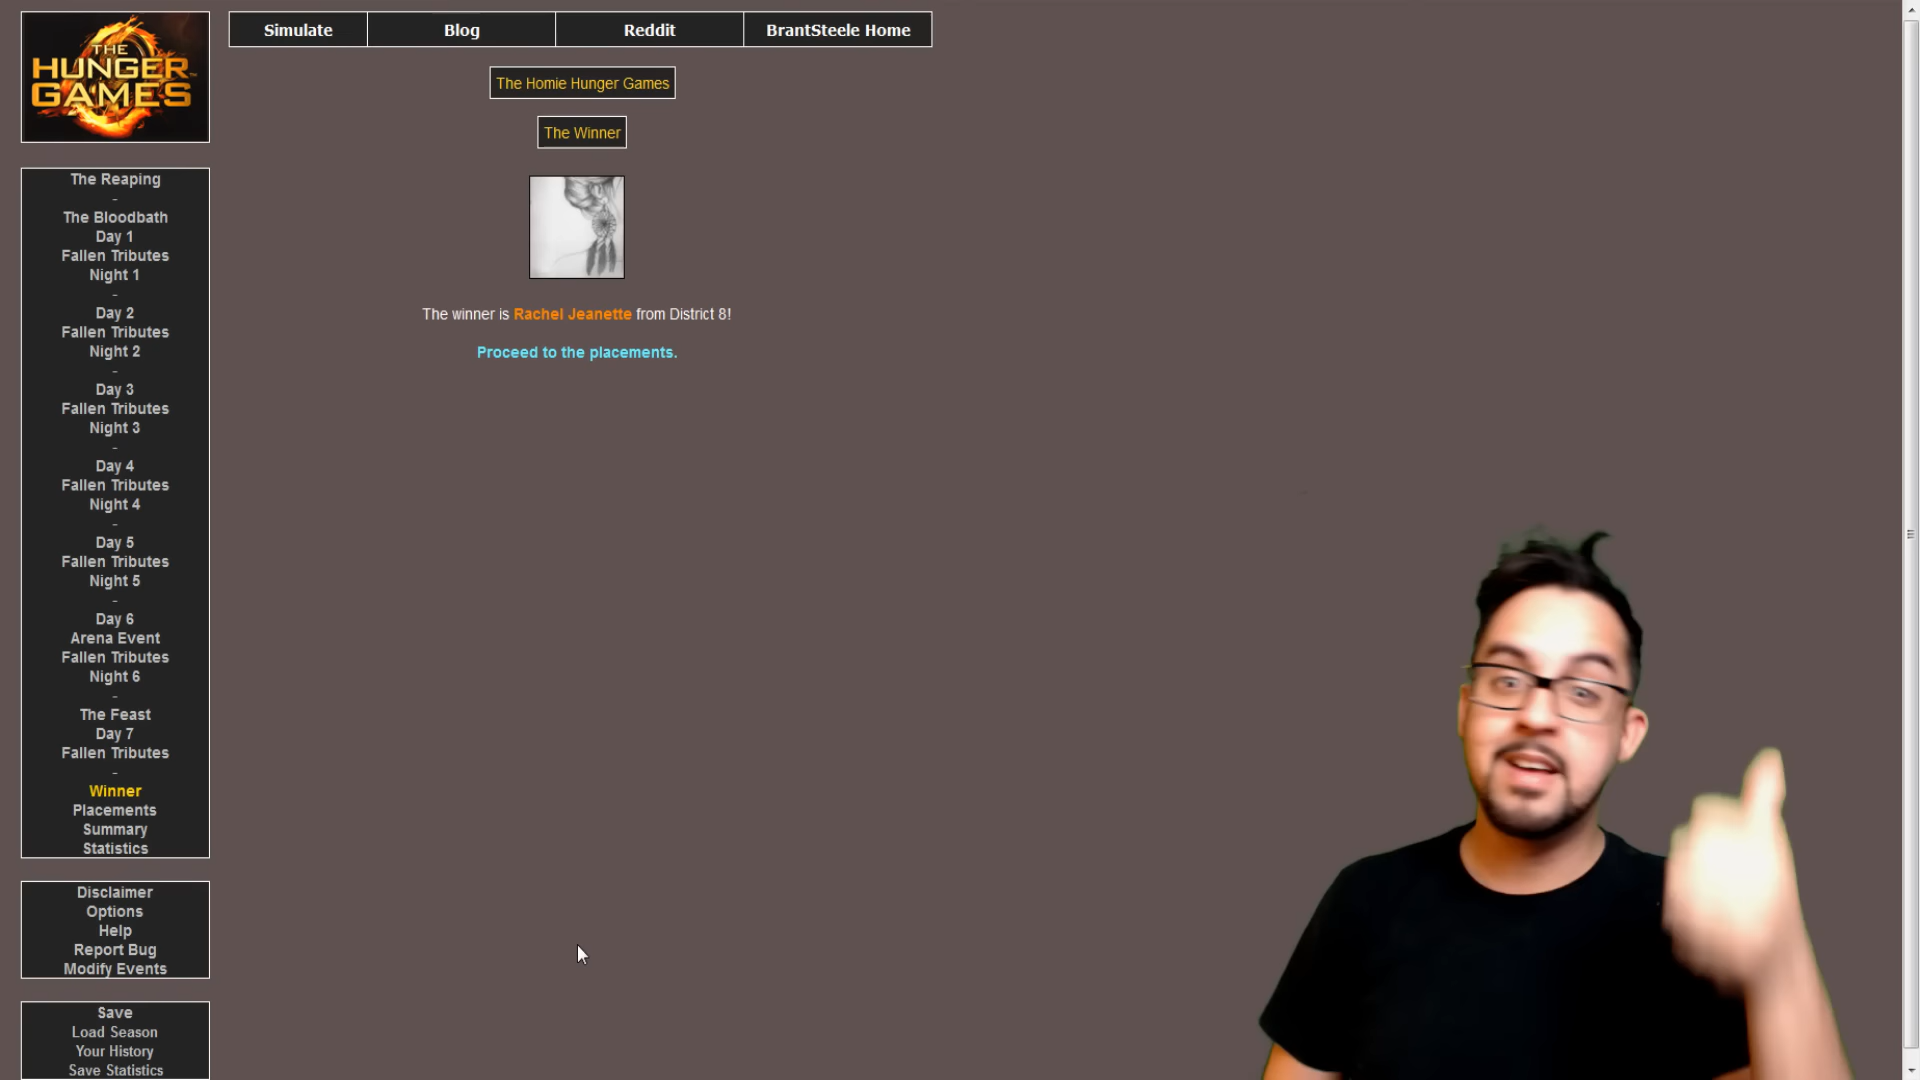 THE
HUNGER
GAMES
Simulate
Blog
Reddit
BrantSteele Home
The Homie Hunger Games
The Winner
The winner is Rachel Jeanette from District 8!
Proceed to the placements.
The Reaping
-
The Bloodbath
Day 1
Fallen Tributes
Night 1
-
Day 2
Fallen Tributes
Night 2
-
Day 3
Fallen Tributes
Night 3
-
Day 4
Fallen Tributes
Night 4
-
Day 5
Fallen Tributes
Night 5
-
Day 6
Arena Event
Fallen Tributes
Night 6
-
The Feast
Day 7
Fallen Tributes
-
Winner
Placements
Summary
Statistics
Disclaimer
Options
Help
Report Bug
Modify Events
Save
Load Season
Your History
Save Statistics